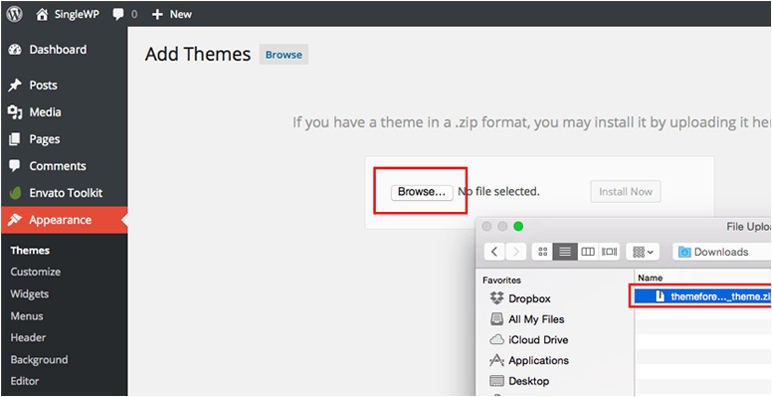 SingleWP 0 + New
Dashboard
Posts
Media
Pages
Comments
Envato Toolkit
Appearance
Themes
Customize
Widgets
Menus
Header
Background
Editor
Add Themes Browse
If you have a theme in a .zip format, you may install it by uploading it here
Browse... No file selected. Install Now
File Uplo
Downloads
Favorites
Dropbox
All My Files
iCloud Drive
Applications
Desktop
Name
themefore..._theme.zi